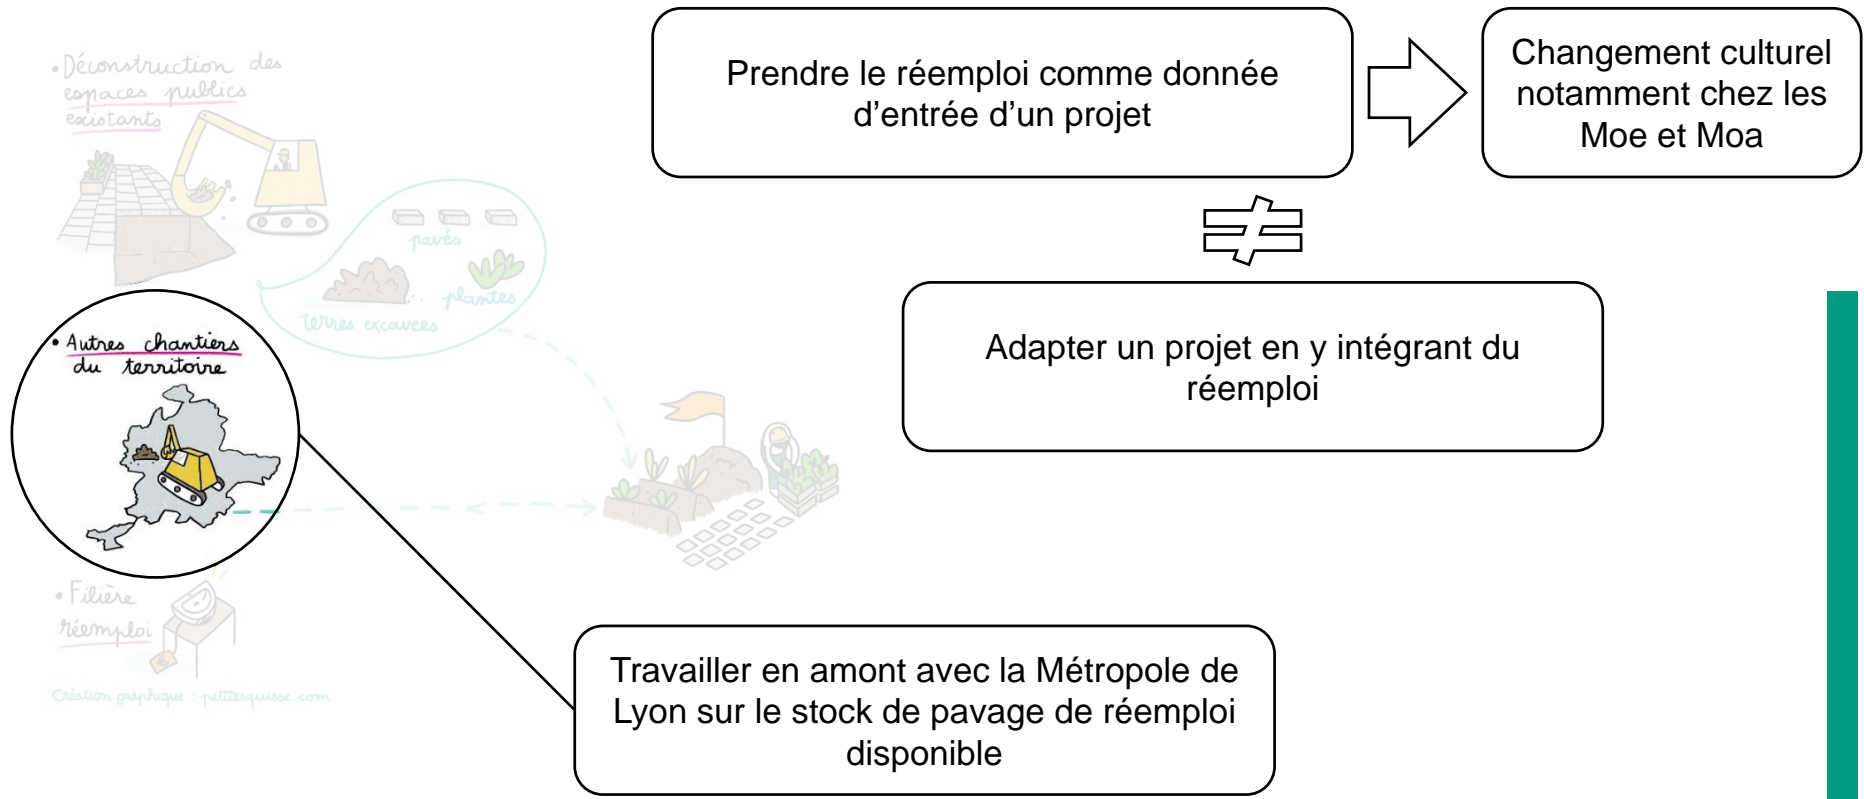 • Déconstruction des
espaces publics
existants
pavés
plantes
terres excavées
• Autres chantiers
du territoire
• Filière
réemploi
Création graphique : petitesquisse.com
Prendre le réemploi comme donnée
d’entrée d’un projet
Changement culturel
notamment chez les
Moe et Moa
Adapter un projet en y intégrant du
réemploi
Travailler en amont avec la Métropole de
Lyon sur le stock de pavage de réemploi
disponible